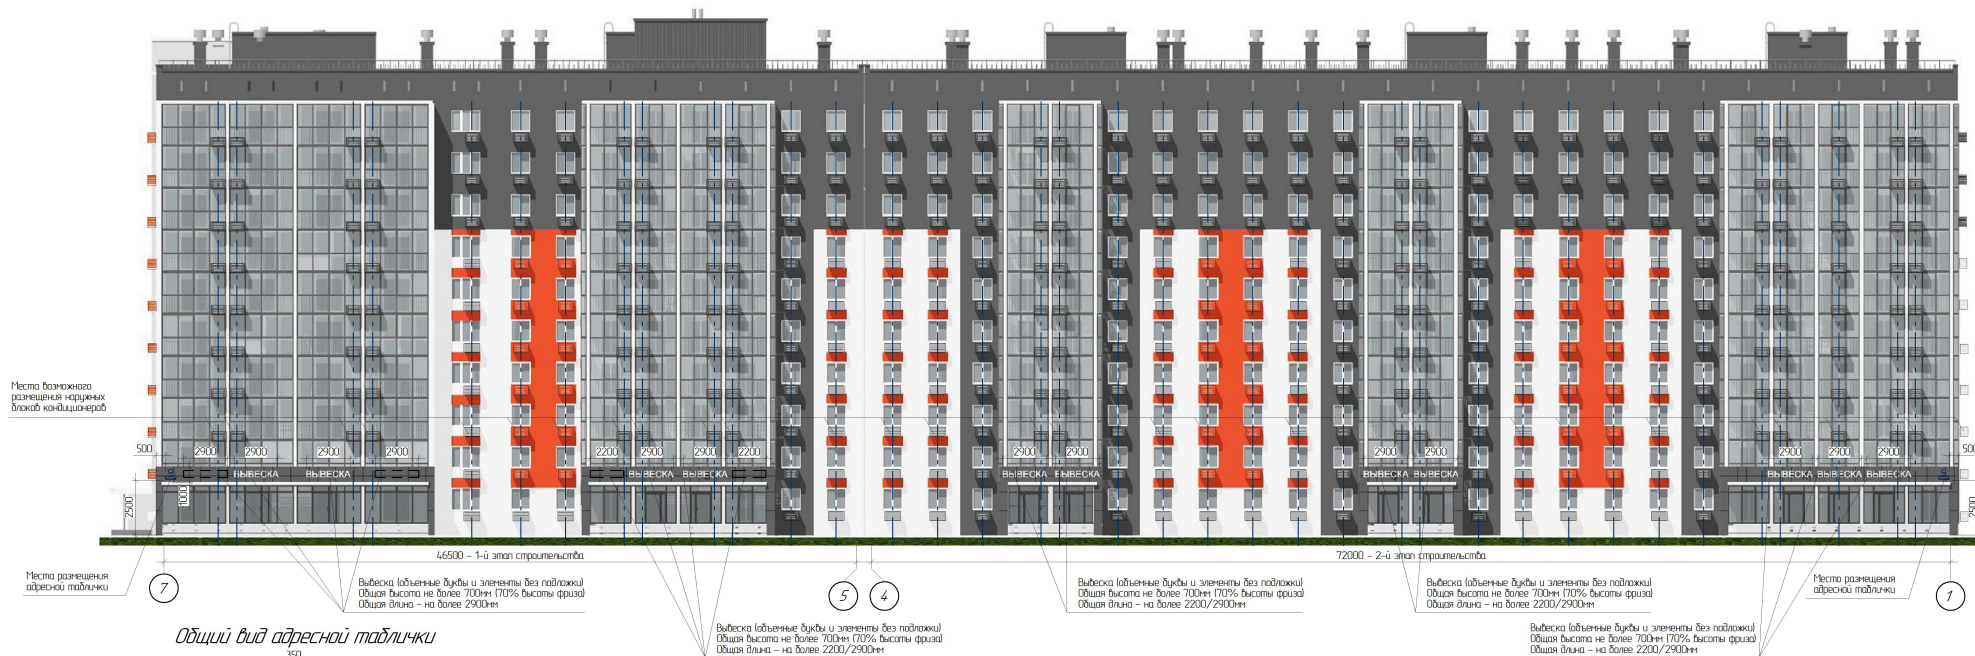 Места возможного
размещения наружных
блоков кондиционеров
500
2900
2900
2900
2900
2200
2900
2900
2200
2900
2900
2900
2900
2900
2900
2900
500
ВЫВЕСКА
ВЫВЕСКА
ВЫВЕСКА
ВЫВЕСКА
ВЫВЕСКА
ВЫВЕСКА
ВЫВЕСКА
ВЫВЕСКА
ВЫВЕСКА
ВЫВЕСКА
ВЫВЕСКА
2500
1000
2500
46500 - 1-й этап строительства
72000 - 2-й этап строительства
Места размещения
адресной таблички
7
Вывеска (объемные буквы и элементы без подложки)
Общая высота не более 700мм (70% высоты фриза)
Общая длина - на более 2900мм
5
4
Вывеска (объемные буквы и элементы без подложки)
Общая высота не более 700мм (70% высоты фриза)
Общая длина - на более 2200/2900мм
Вывеска (объемные буквы и элементы без подложки)
Общая высота не более 700мм (70% высоты фриза)
Общая длина - на более 2200/2900мм
Места размещения
адресной таблички
1
Вывеска (объемные буквы и элементы без подложки)
Общая высота не более 700мм (70% высоты фриза)
Общая длина - на более 2200/2900мм
Вывеска (объемные буквы и элементы без подложки)
Общая высота не более 700мм (70% высоты фриза)
Общая длина - на более 2200/2900мм
Общий вид адресной таблички
350